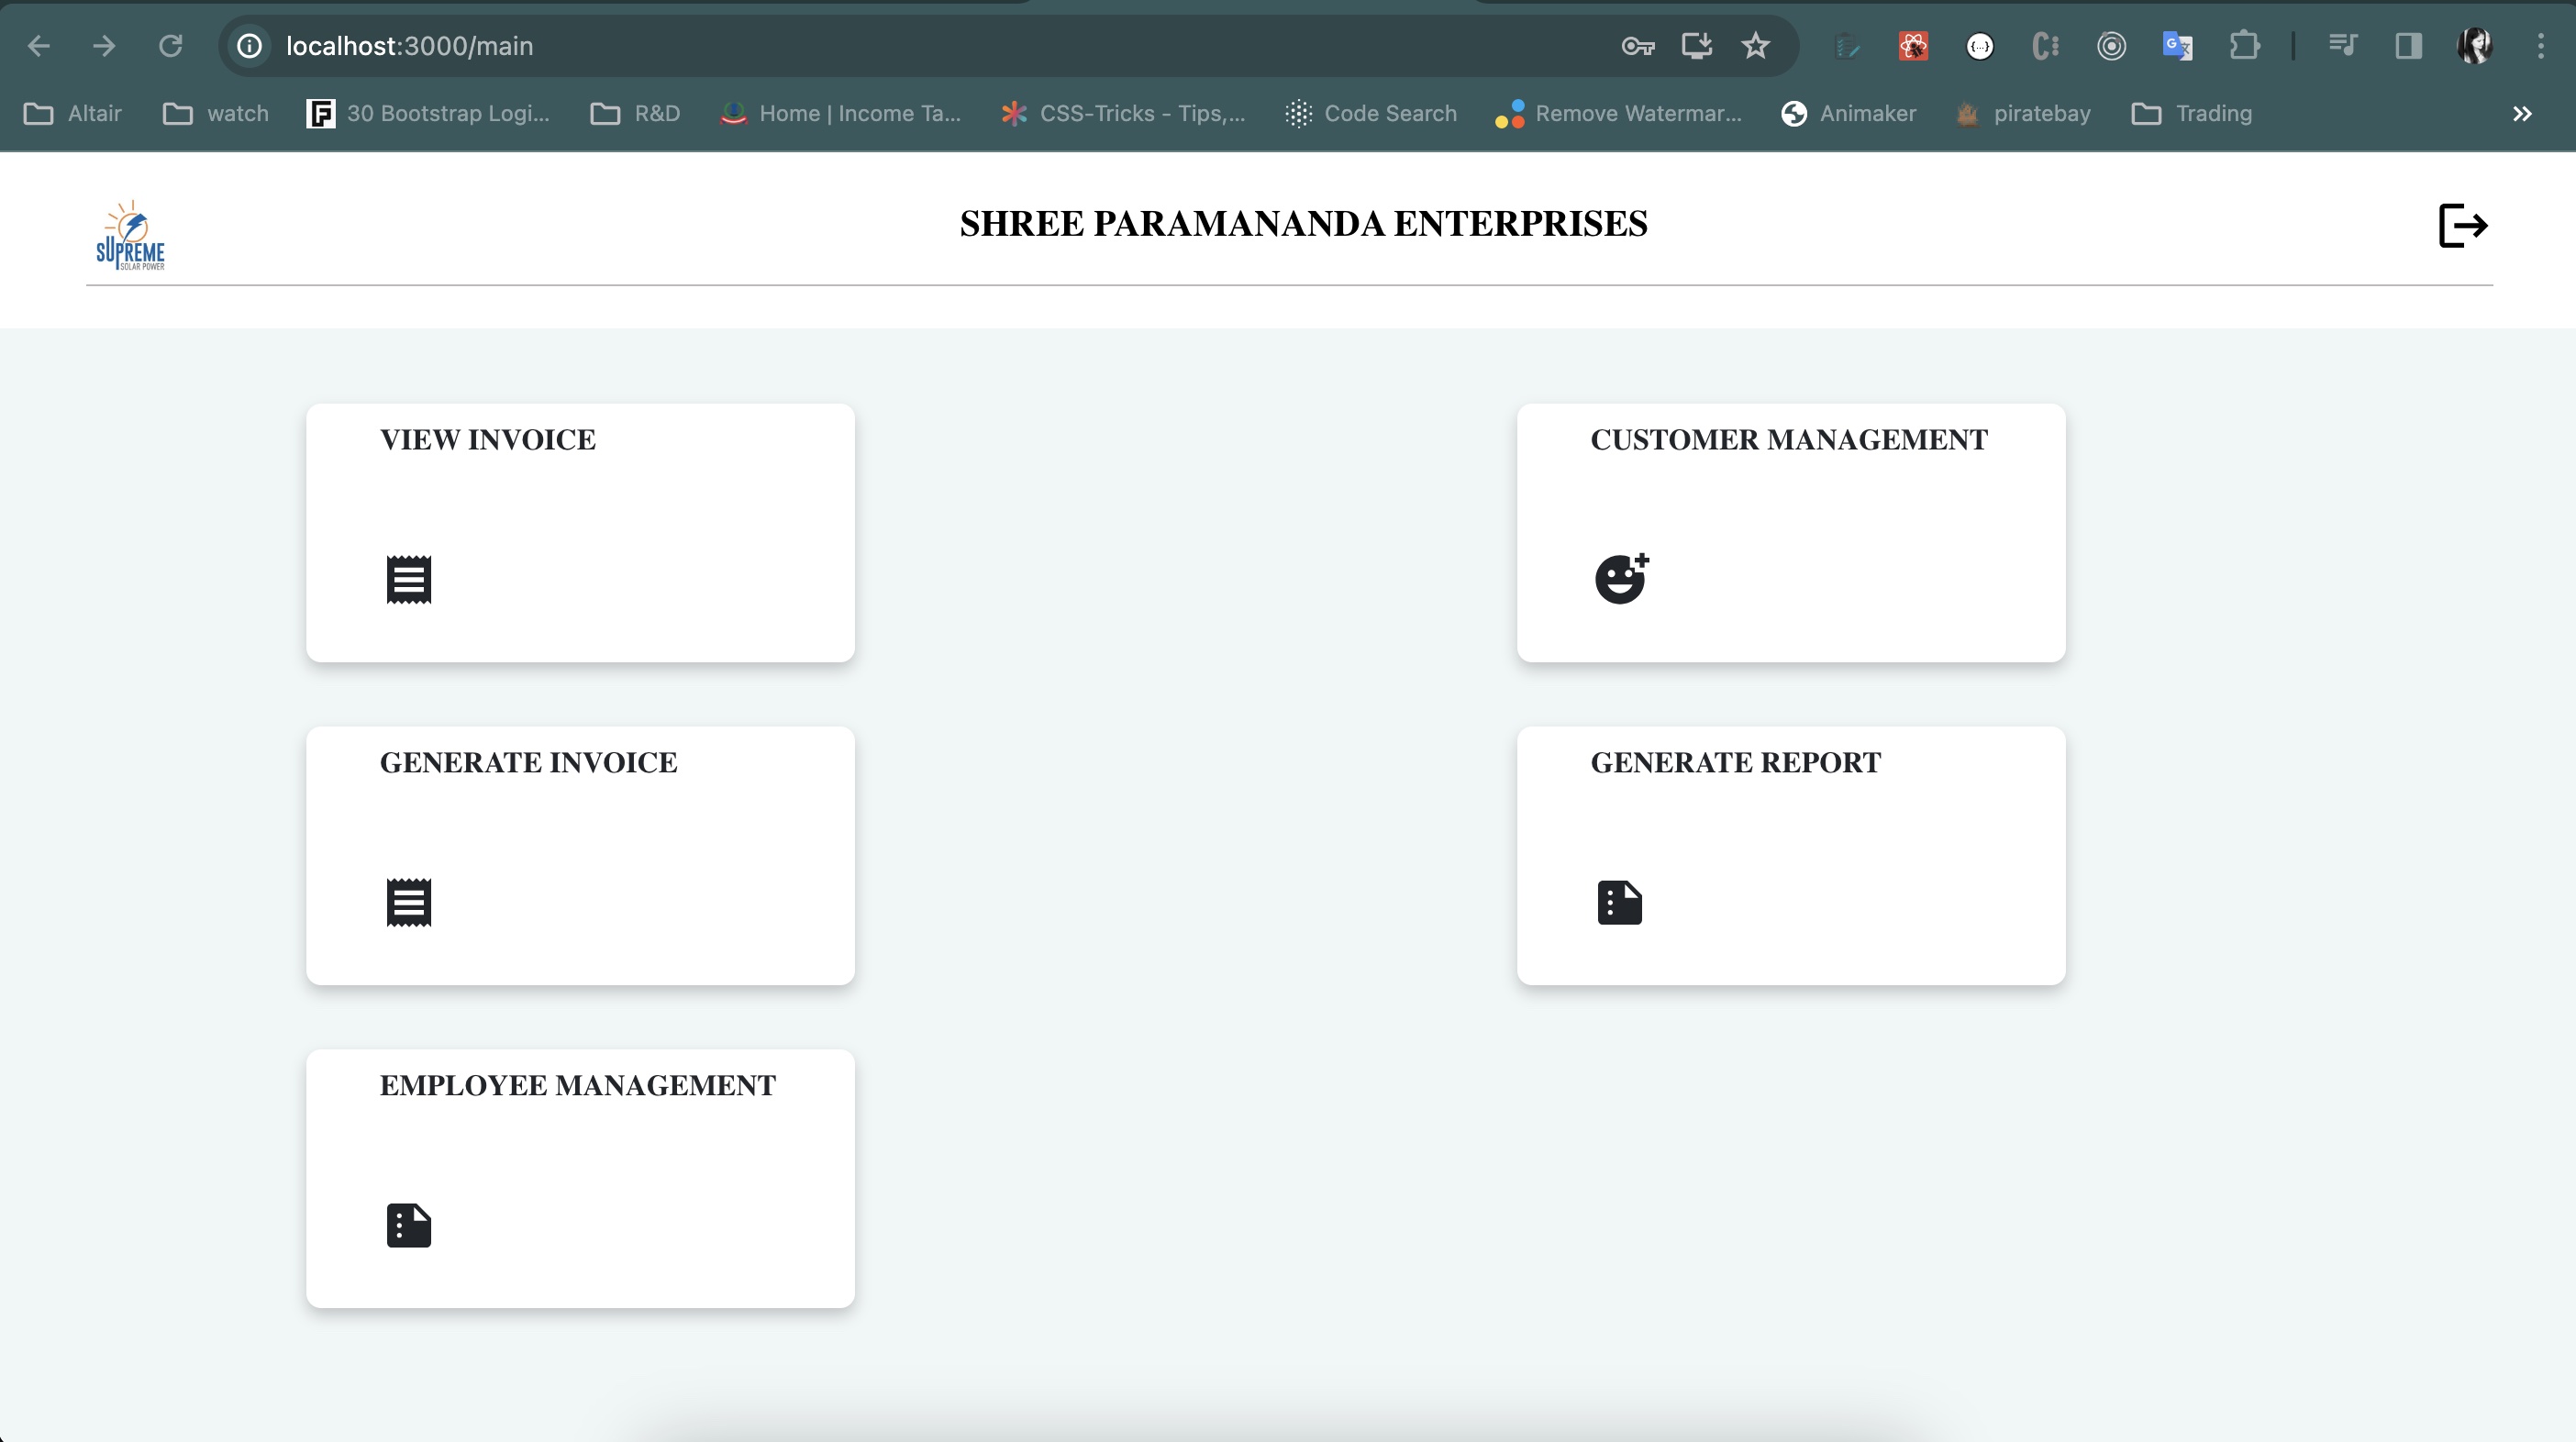 localhost:3000/main
Altair watch 30 Bootstrap Logi... R&D Home | Income Ta... CSS-Tricks - Tips,... Code Search Remove Watermar... Animaker piratebay Trading
SUPREME
SOLAR POWER
SHREE PARAMANANDA ENTERPRISES
VIEW INVOICE
CUSTOMER MANAGEMENT
GENERATE INVOICE
GENERATE REPORT
EMPLOYEE MANAGEMENT